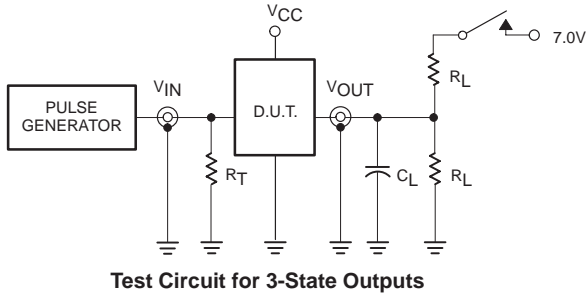 VCC
7.0V
RL
VIN
VOUT
PULSE
GENERATOR
D.U.T.
RT
CL
RL
Test Circuit for 3-State Outputs